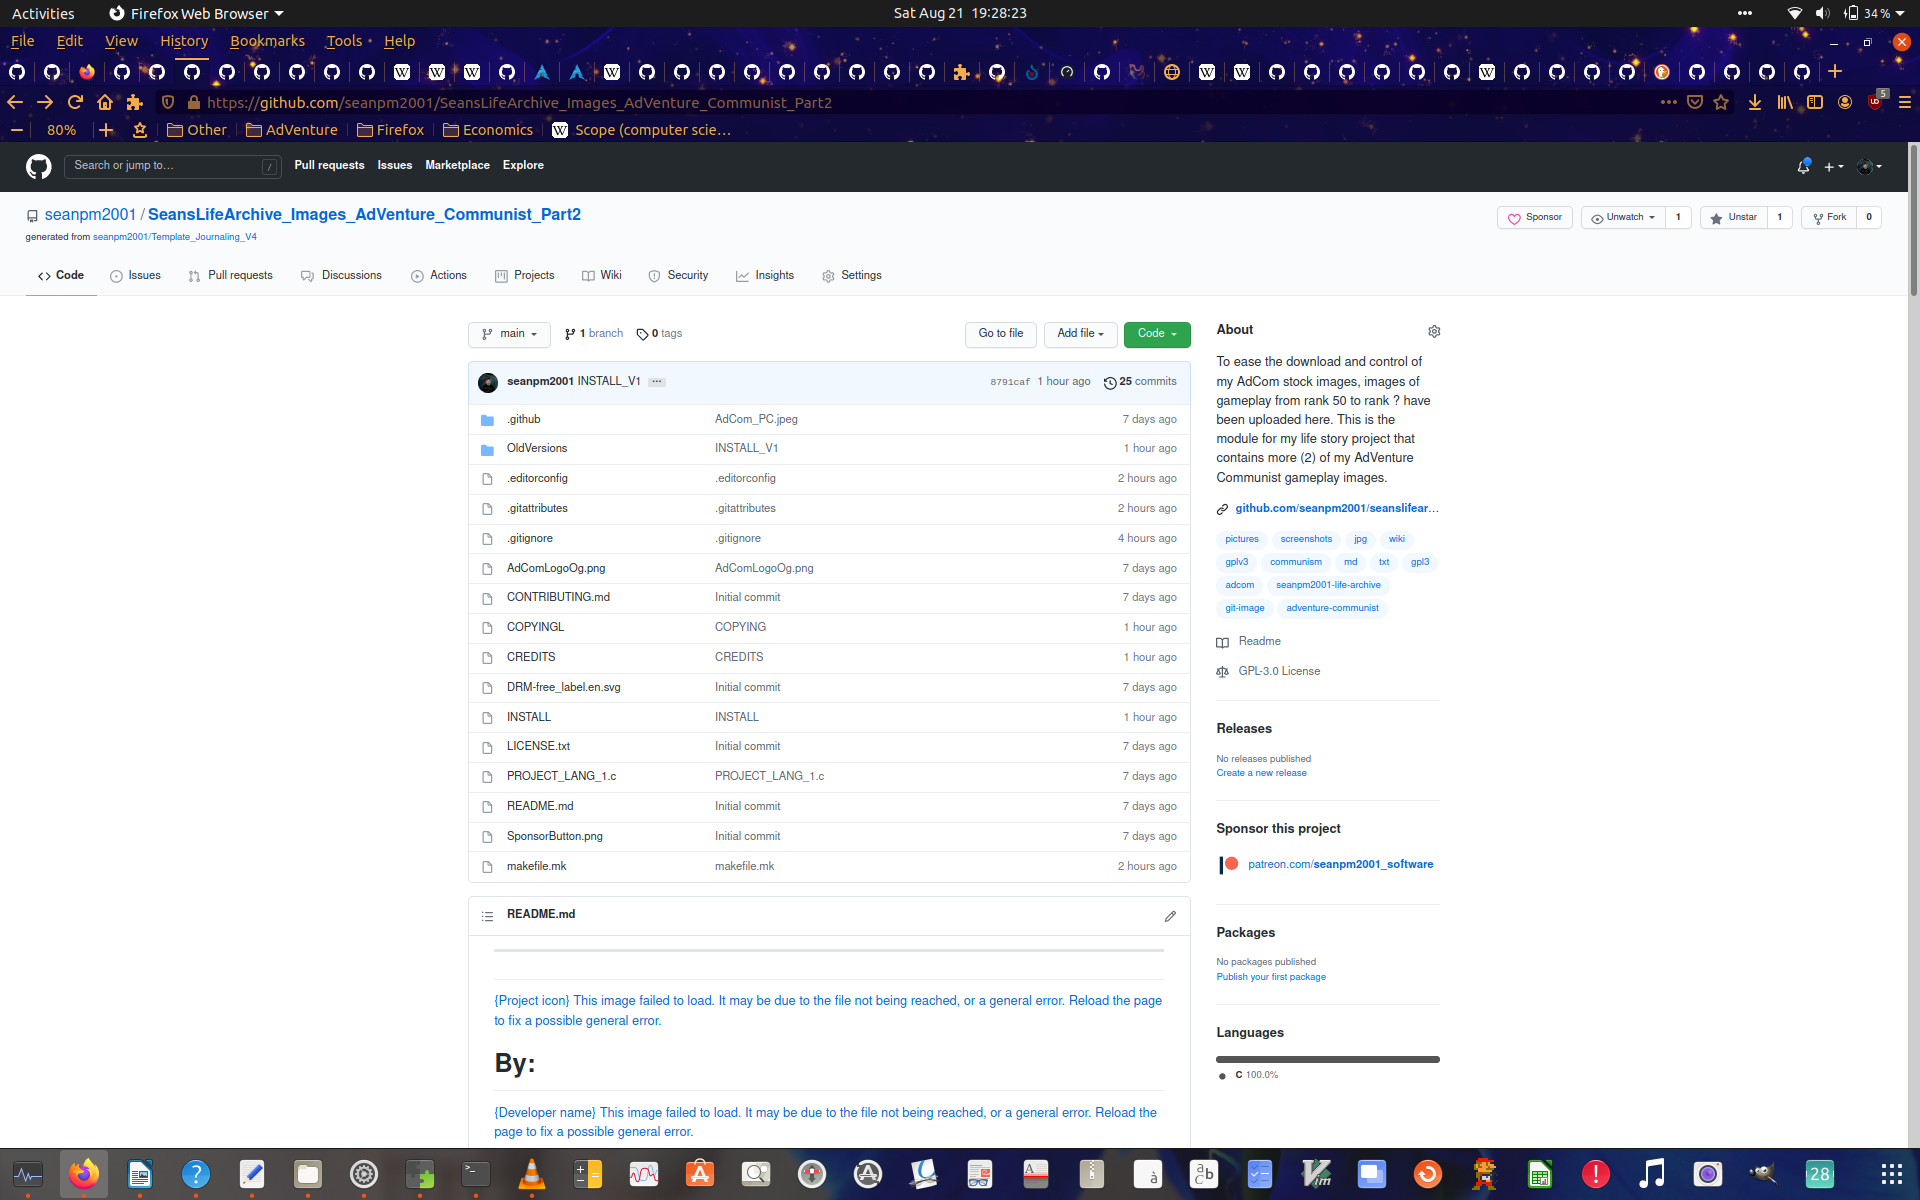 Activities Firefox Web Browser Sat Aug 21 19:28:23 34 %
File Edit View History Bookmarks Tools Help
https://github.com/seanpm2001/SeansLifeArchive_Images_AdVenture_Communist_Part2 5
80% Other AdVenture Firefox Economics Scope (computer scie…
Search or jump to… / Pull requests Issues Marketplace Explore
seanpm2001 / SeansLifeArchive_Images_AdVenture_Communist_Part2 Sponsor Unwatch 1 Unstar 1 Fork 0
generated from seanpm2001/Template_Journaling_V4
Code Issues Pull requests Discussions Actions Projects Wiki Security Insights Settings
main 1 branch 0 tags Go to file Add file Code
seanpm2001 INSTALL_V1 ... 8791caf 1 hour ago 25 commits
.github AdCom_PC.jpeg 7 days ago
OldVersions INSTALL_V1 1 hour ago
.editorconfig .editorconfig 2 hours ago
.gitattributes .gitattributes 2 hours ago
.gitignore .gitignore 4 hours ago
AdComLogoOg.png AdComLogoOg.png 7 days ago
CONTRIBUTING.md Initial commit 7 days ago
COPYINGL COPYING 1 hour ago
CREDITS CREDITS 1 hour ago
DRM-free_label.en.svg Initial commit 7 days ago
INSTALL INSTALL 1 hour ago
LICENSE.txt Initial commit 7 days ago
PROJECT_LANG_1.c PROJECT_LANG_1.c 7 days ago
README.md Initial commit 7 days ago
SponsorButton.png Initial commit 7 days ago
makefile.mk makefile.mk 2 hours ago
README.md
{Project icon} This image failed to load. It may be due to the file not being reached, or a general error. Reload the page
to fix a possible general error.
By:
{Developer name} This image failed to load. It may be due to the file not being reached, or a general error. Reload the
page to fix a possible general error.
About
To ease the download and control of
my AdCom stock images, images of
gameplay from rank 50 to rank ? have
been uploaded here. This is the
module for my life story project that
contains more (2) of my AdVenture
Communist gameplay images.
github.com/seanpm2001/seanslifear…
pictures screenshots jpg wiki
gplv3 communism md txt gpl3
adcom seanpm2001-life-archive
git-image adventure-communist
Readme
GPL-3.0 License
Releases
No releases published
Create a new release
Sponsor this project
patreon.com/seanpm2001_software
Packages
No packages published
Publish your first package
Languages
C 100.0%
28